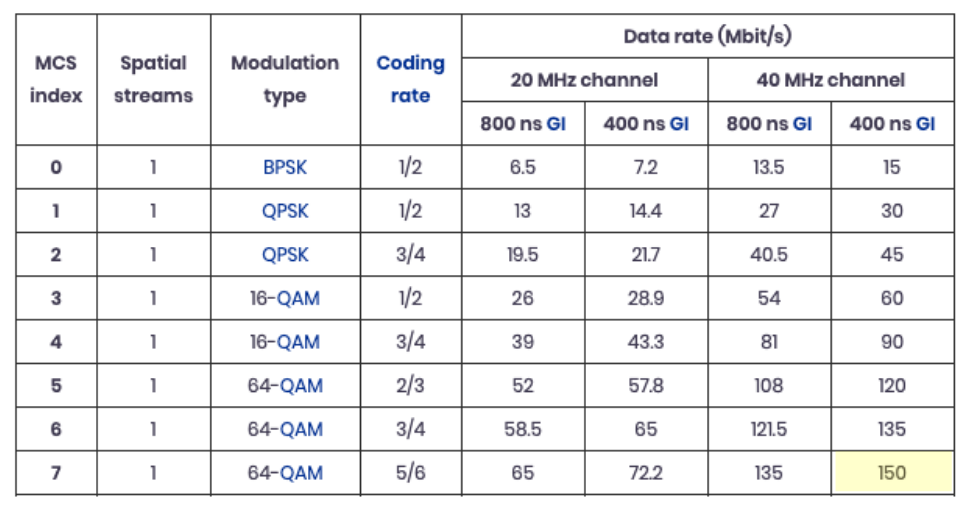 MCS index Spatial streams Modulation type Coding rate Data rate (Mbit/s)
20 MHz channel 40 MHz channel
800 ns GI 400 ns GI 800 ns GI 400 ns GI
0 1 BPSK 1/2 6.5 7.2 13.5 15
1 1 QPSK 1/2 13 14.4 27 30
2 1 QPSK 3/4 19.5 21.7 40.5 45
3 1 16-QAM 1/2 26 28.9 54 60
4 1 16-QAM 3/4 39 43.3 81 90
5 1 64-QAM 2/3 52 57.8 108 120
6 1 64-QAM 3/4 58.5 65 121.5 135
7 1 64-QAM 5/6 65 72.2 135 150